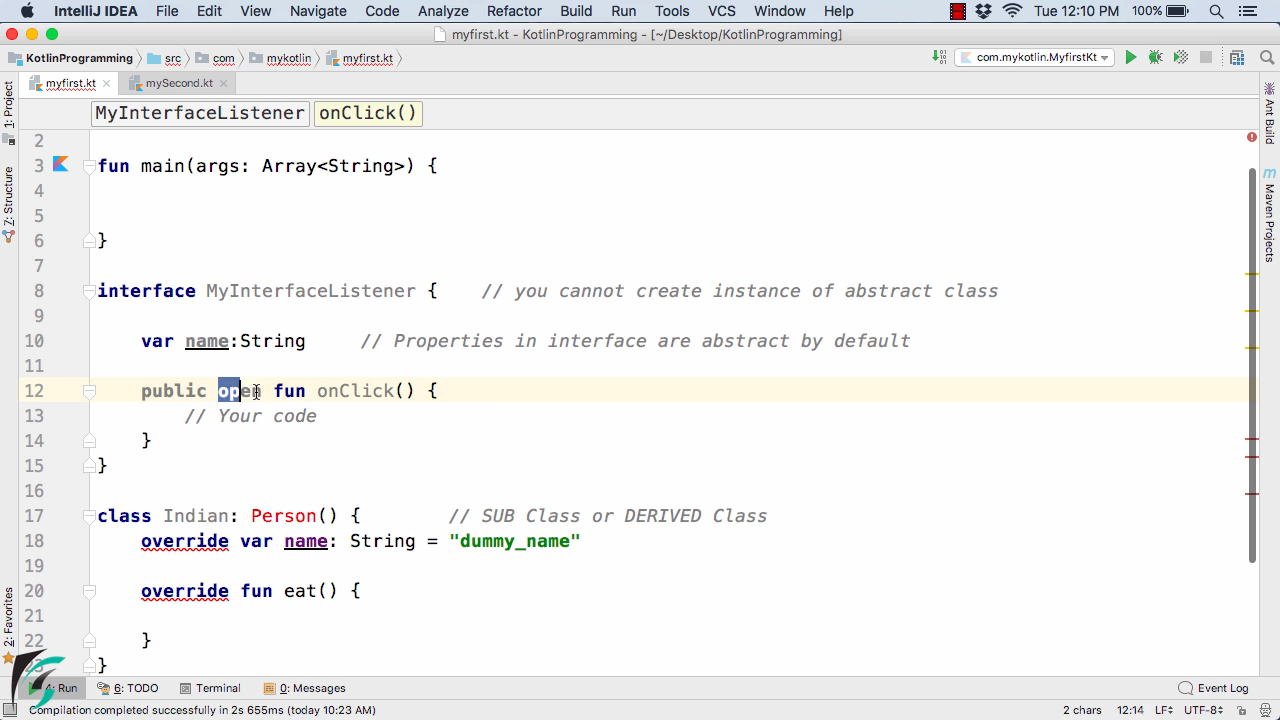 IntelliJ IDEA File Edit View Navigate Code Analyze Refactor Build Run Tools VCS Window Help Tue 12:10 PM 100%
myfirst.kt - KotlinProgramming - [~/Desktop/KotlinProgramming]
KotlinProgramming src com mykotlin myfirst.kt com.mykotlin.MyfirstKt
myfirst.kt mySecond.kt
MyInterfaceListener onClick()
2
3 fun main(args: Array<String>) {
4
5
6 }
7
8 interface MyInterfaceListener { // you cannot create instance of abstract class
9
10 var name:String // Properties in interface are abstract by default
11
12 public open fun onClick() {
13 // Your code
14 }
15 }
16
17 class Indian: Person() { // SUB Class or DERIVED Class
18 override var name: String = "dummy_name"
19
20 override fun eat() {
21
22 }
23 }
1: Project
7: Structure
2: Favorites
Ant Build
Maven Projects
4: Run 6: TODO Terminal 0: Messages Event Log
Compilation completed successfully in 2s 655ms (today 10:23 AM) 2 chars 12:14 LF÷ UTF-8÷